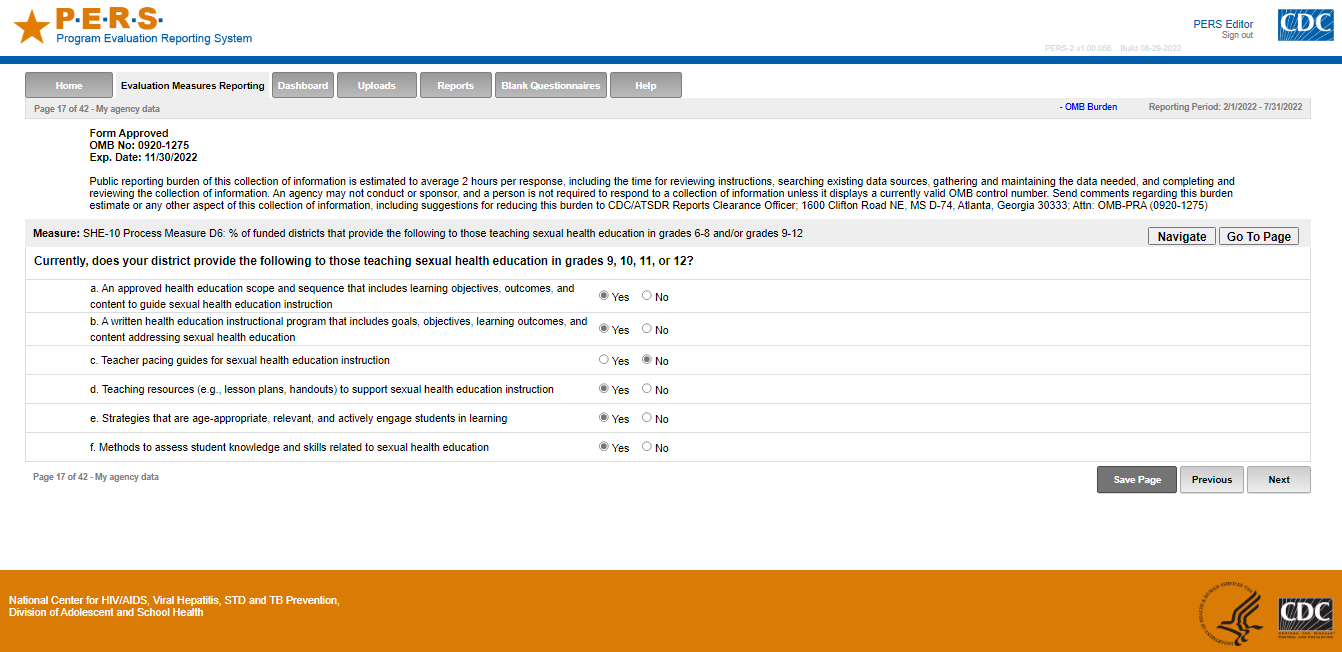 P·E·R·S·
Program Evaluation Reporting System
PERS Editor
Sign out
CDC
PERS-2 v1.00.056 Build 08-29-2022
Home Evaluation Measures Reporting Dashboard Uploads Reports Blank Questionnaires Help
Page 17 of 42 - My agency data - OMB Burden Reporting Period: 2/1/2022 - 7/31/2022
Form Approved
OMB No: 0920-1275
Exp. Date: 11/30/2022
Public reporting burden of this collection of information is estimated to average 2 hours per response, including the time for reviewing instructions, searching existing data sources, gathering and maintaining the data needed, and completing and
reviewing the collection of information. An agency may not conduct or sponsor, and a person is not required to respond to a collection of information unless it displays a currently valid OMB control number. Send comments regarding this burden
estimate or any other aspect of this collection of information, including suggestions for reducing this burden to CDC/ATSDR Reports Clearance Officer; 1600 Clifton Road NE, MS D-74, Atlanta, Georgia 30333; Attn: OMB-PRA (0920-1275)
Measure: SHE-10 Process Measure D6: % of funded districts that provide the following to those teaching sexual health education in grades 6-8 and/or grades 9-12
Navigate Go To Page
Currently, does your district provide the following to those teaching sexual health education in grades 9, 10, 11, or 12?
a. An approved health education scope and sequence that includes learning objectives, outcomes, and
content to guide sexual health education instruction
Yes No
b. A written health education instructional program that includes goals, objectives, learning outcomes, and
content addressing sexual health education
Yes No
c. Teacher pacing guides for sexual health education instruction Yes No
d. Teaching resources (e.g., lesson plans, handouts) to support sexual health education instruction Yes No
e. Strategies that are age-appropriate, relevant, and actively engage students in learning Yes No
f. Methods to assess student knowledge and skills related to sexual health education Yes No
Page 17 of 42 - My agency data
Save Page Previous Next
National Center for HIV/AIDS, Viral Hepatitis, STD and TB Prevention,
Division of Adolescent and School Health
CDC